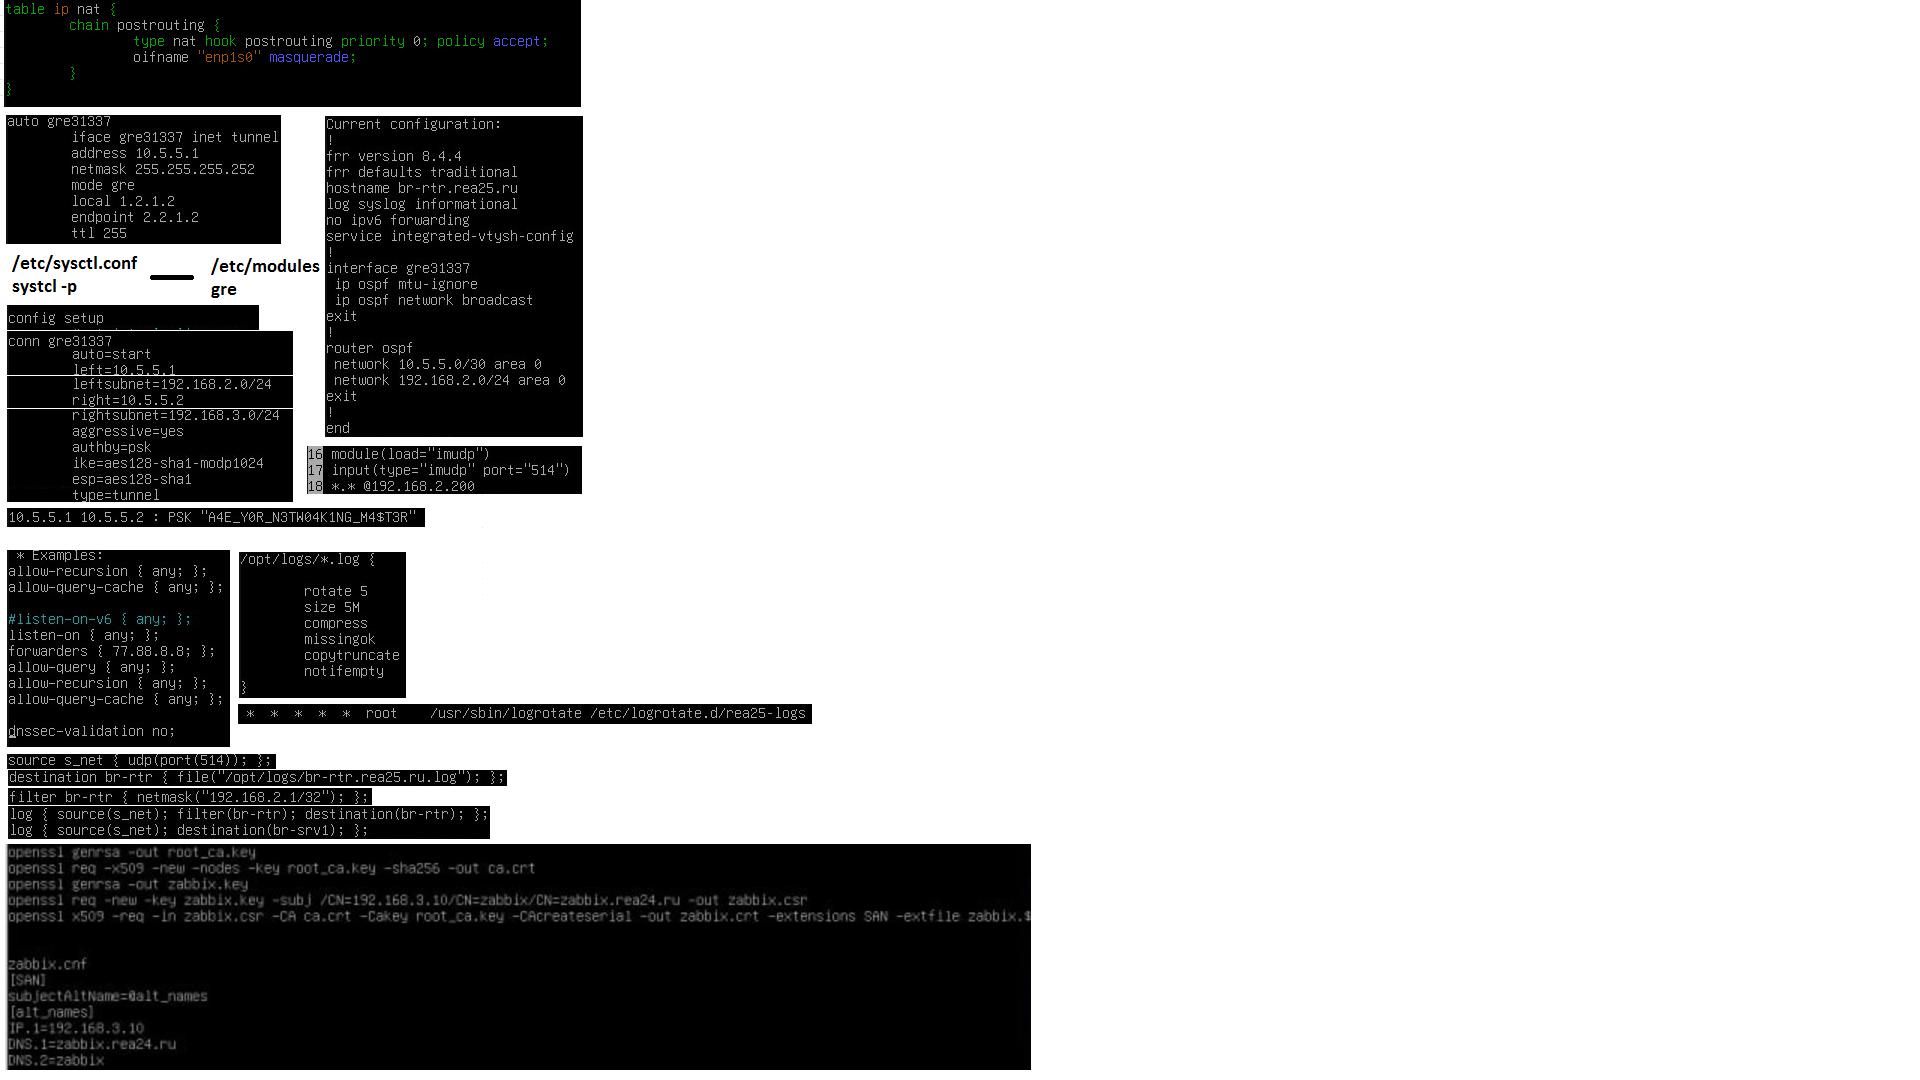 table ip nat {
chain postrouting {
type nat hook postrouting priority 0; policy accept;
oifname "enp1s0" masquerade;
}
}
auto gre31337
iface gre31337 inet tunnel
address 10.5.5.1
netmask 255.255.255.252
mode gre
local 1.2.1.2
endpoint 2.2.1.2
ttl 255
/etc/sysctl.conf
systcl -p
/etc/modules
gre
config setup
conn gre31337
auto=start
left=10.5.5.1
leftsubnet=192.168.2.0/24
right=10.5.5.2
rightsubnet=192.168.3.0/24
aggressive=yes
authby=psk
ike=aes128-sha1-modp1024
esp=aes128-sha1
type=tunnel
Current configuration:
!
frr version 8.4.4
frr defaults traditional
hostname br-rtr.rea25.ru
log syslog informational
no ipv6 forwarding
service integrated-vtysh-config
!
interface gre31337
ip ospf mtu-ignore
ip ospf network broadcast
exit
!
router ospf
network 10.5.5.0/30 area 0
network 192.168.2.0/24 area 0
exit
!
end
16 module(load="imudp")
17 input(type="imudp" port="514")
18 *.* @192.168.2.200
10.5.5.1 10.5.5.2 : PSK "A4E_Y0R_N3TW04K1NG_M4$T3R"
* Examples:
allow-recursion { any; };
allow-query-cache { any; };
#listen-on-v6 { any; };
listen-on { any; };
forwarders { 77.88.8.8; };
allow-query { any; };
allow-recursion { any; };
allow-query-cache { any; };
dnssec-validation no;
/opt/logs/*.log {
rotate 5
size 5M
compress
missingok
copytruncate
notifempty
}
* * * * * root /usr/sbin/logrotate /etc/logrotate.d/rea25-logs
source s_net { udp(port(514)); };
destination br-rtr { file("/opt/logs/br-rtr.rea25.ru.log"); };
filter br-rtr { netmask("192.168.2.1/32"); };
log { source(s_net); filter(br-rtr); destination(br-rtr); };
log { source(s_net); destination(br-srv1); };
openssl genrsa -out root_ca.key
openssl req -x509 -new -nodes -key root_ca.key -sha256 -out ca.crt
openssl genrsa -out zabbix.key
openssl req -new -key zabbix.key -subj /CN=192.168.3.10/CN=zabbix/CN=zabbix.rea24.ru -out zabbix.csr
openssl x509 -req -in zabbix.csr -CA ca.crt -CAkey root_ca.key -CAcreateserial -out zabbix.crt -extensions SAN -extfile zabbix.$
zabbix.cnf
[SAN]
subjectAltName=@alt_names
[alt_names]
IP.1=192.168.3.10
DNS.1=zabbix.rea24.ru
DNS.2=zabbix